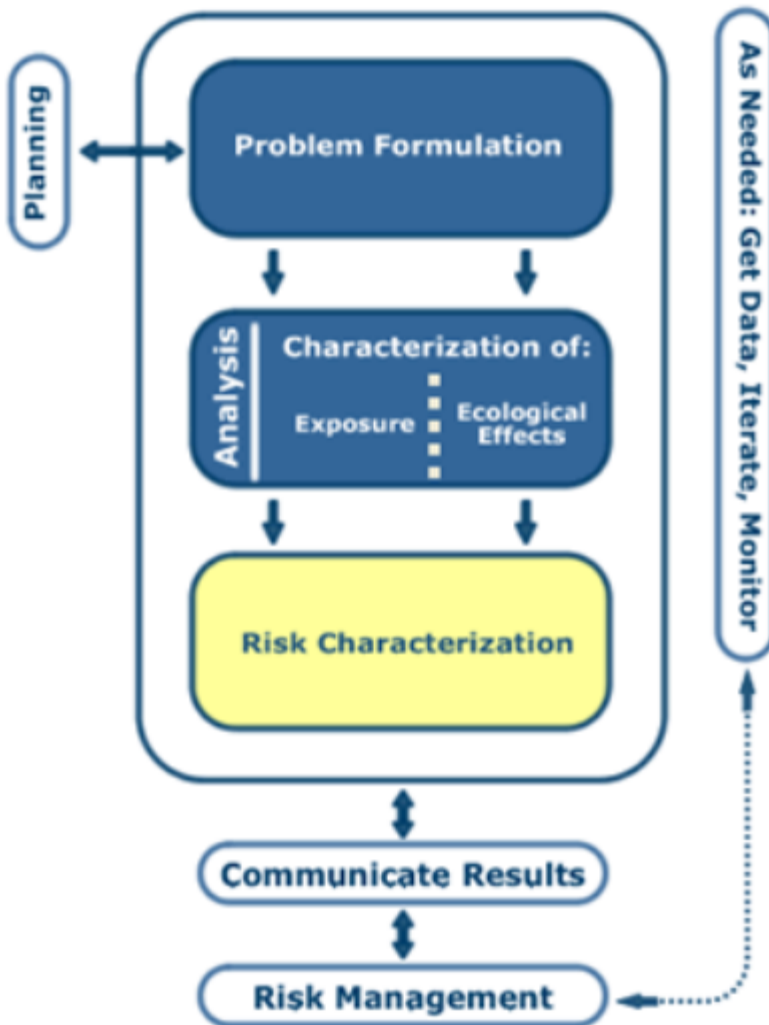 Planning
Problem Formulation
Analysis
Characterization of:
Exposure
Ecological
Effects
Risk Characterization
Communicate Results
Risk Management
As Needed: Get Data, Iterate, Monitor